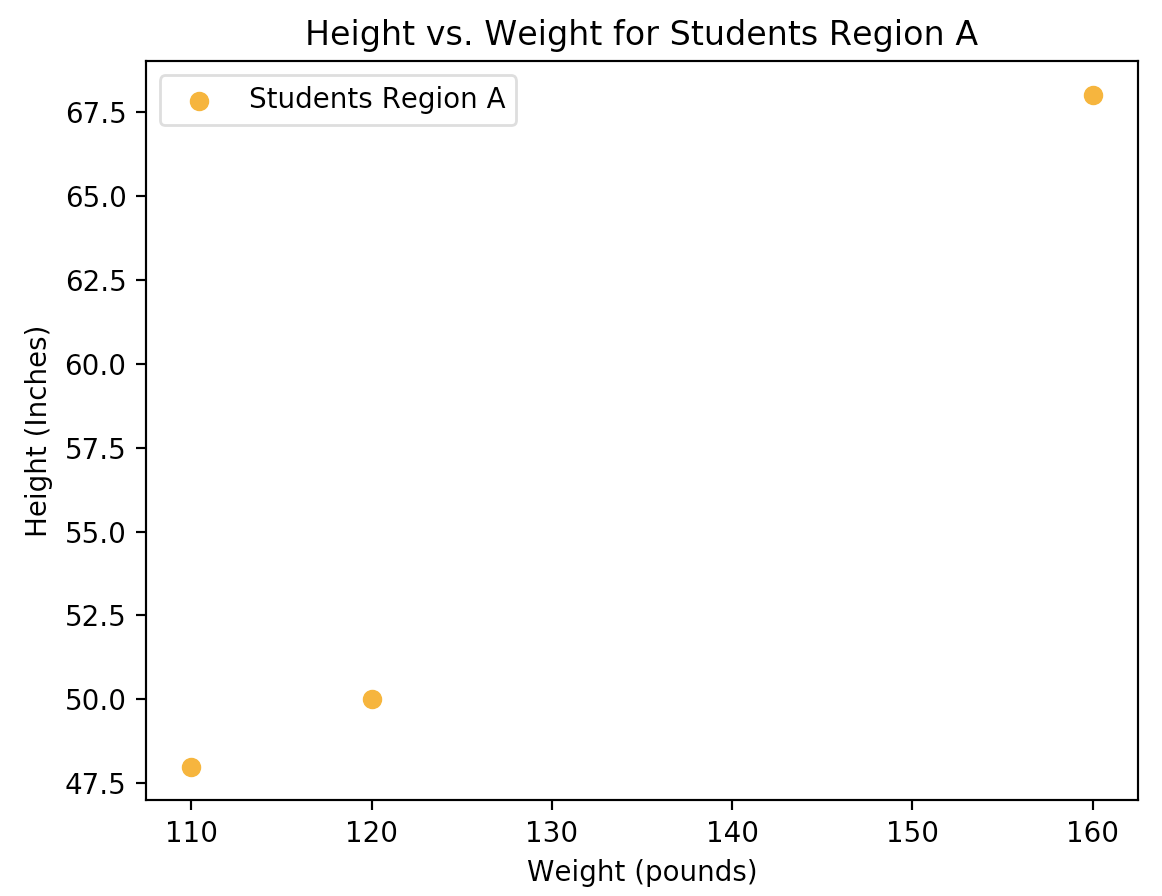 Height vs. Weight for Students Region A
Students Region A
67.5
65.0
62.5
60.0
57.5
55.0
52.5
50.0
47.5
Height (Inches)
110 120 130 140 150 160
Weight (pounds)